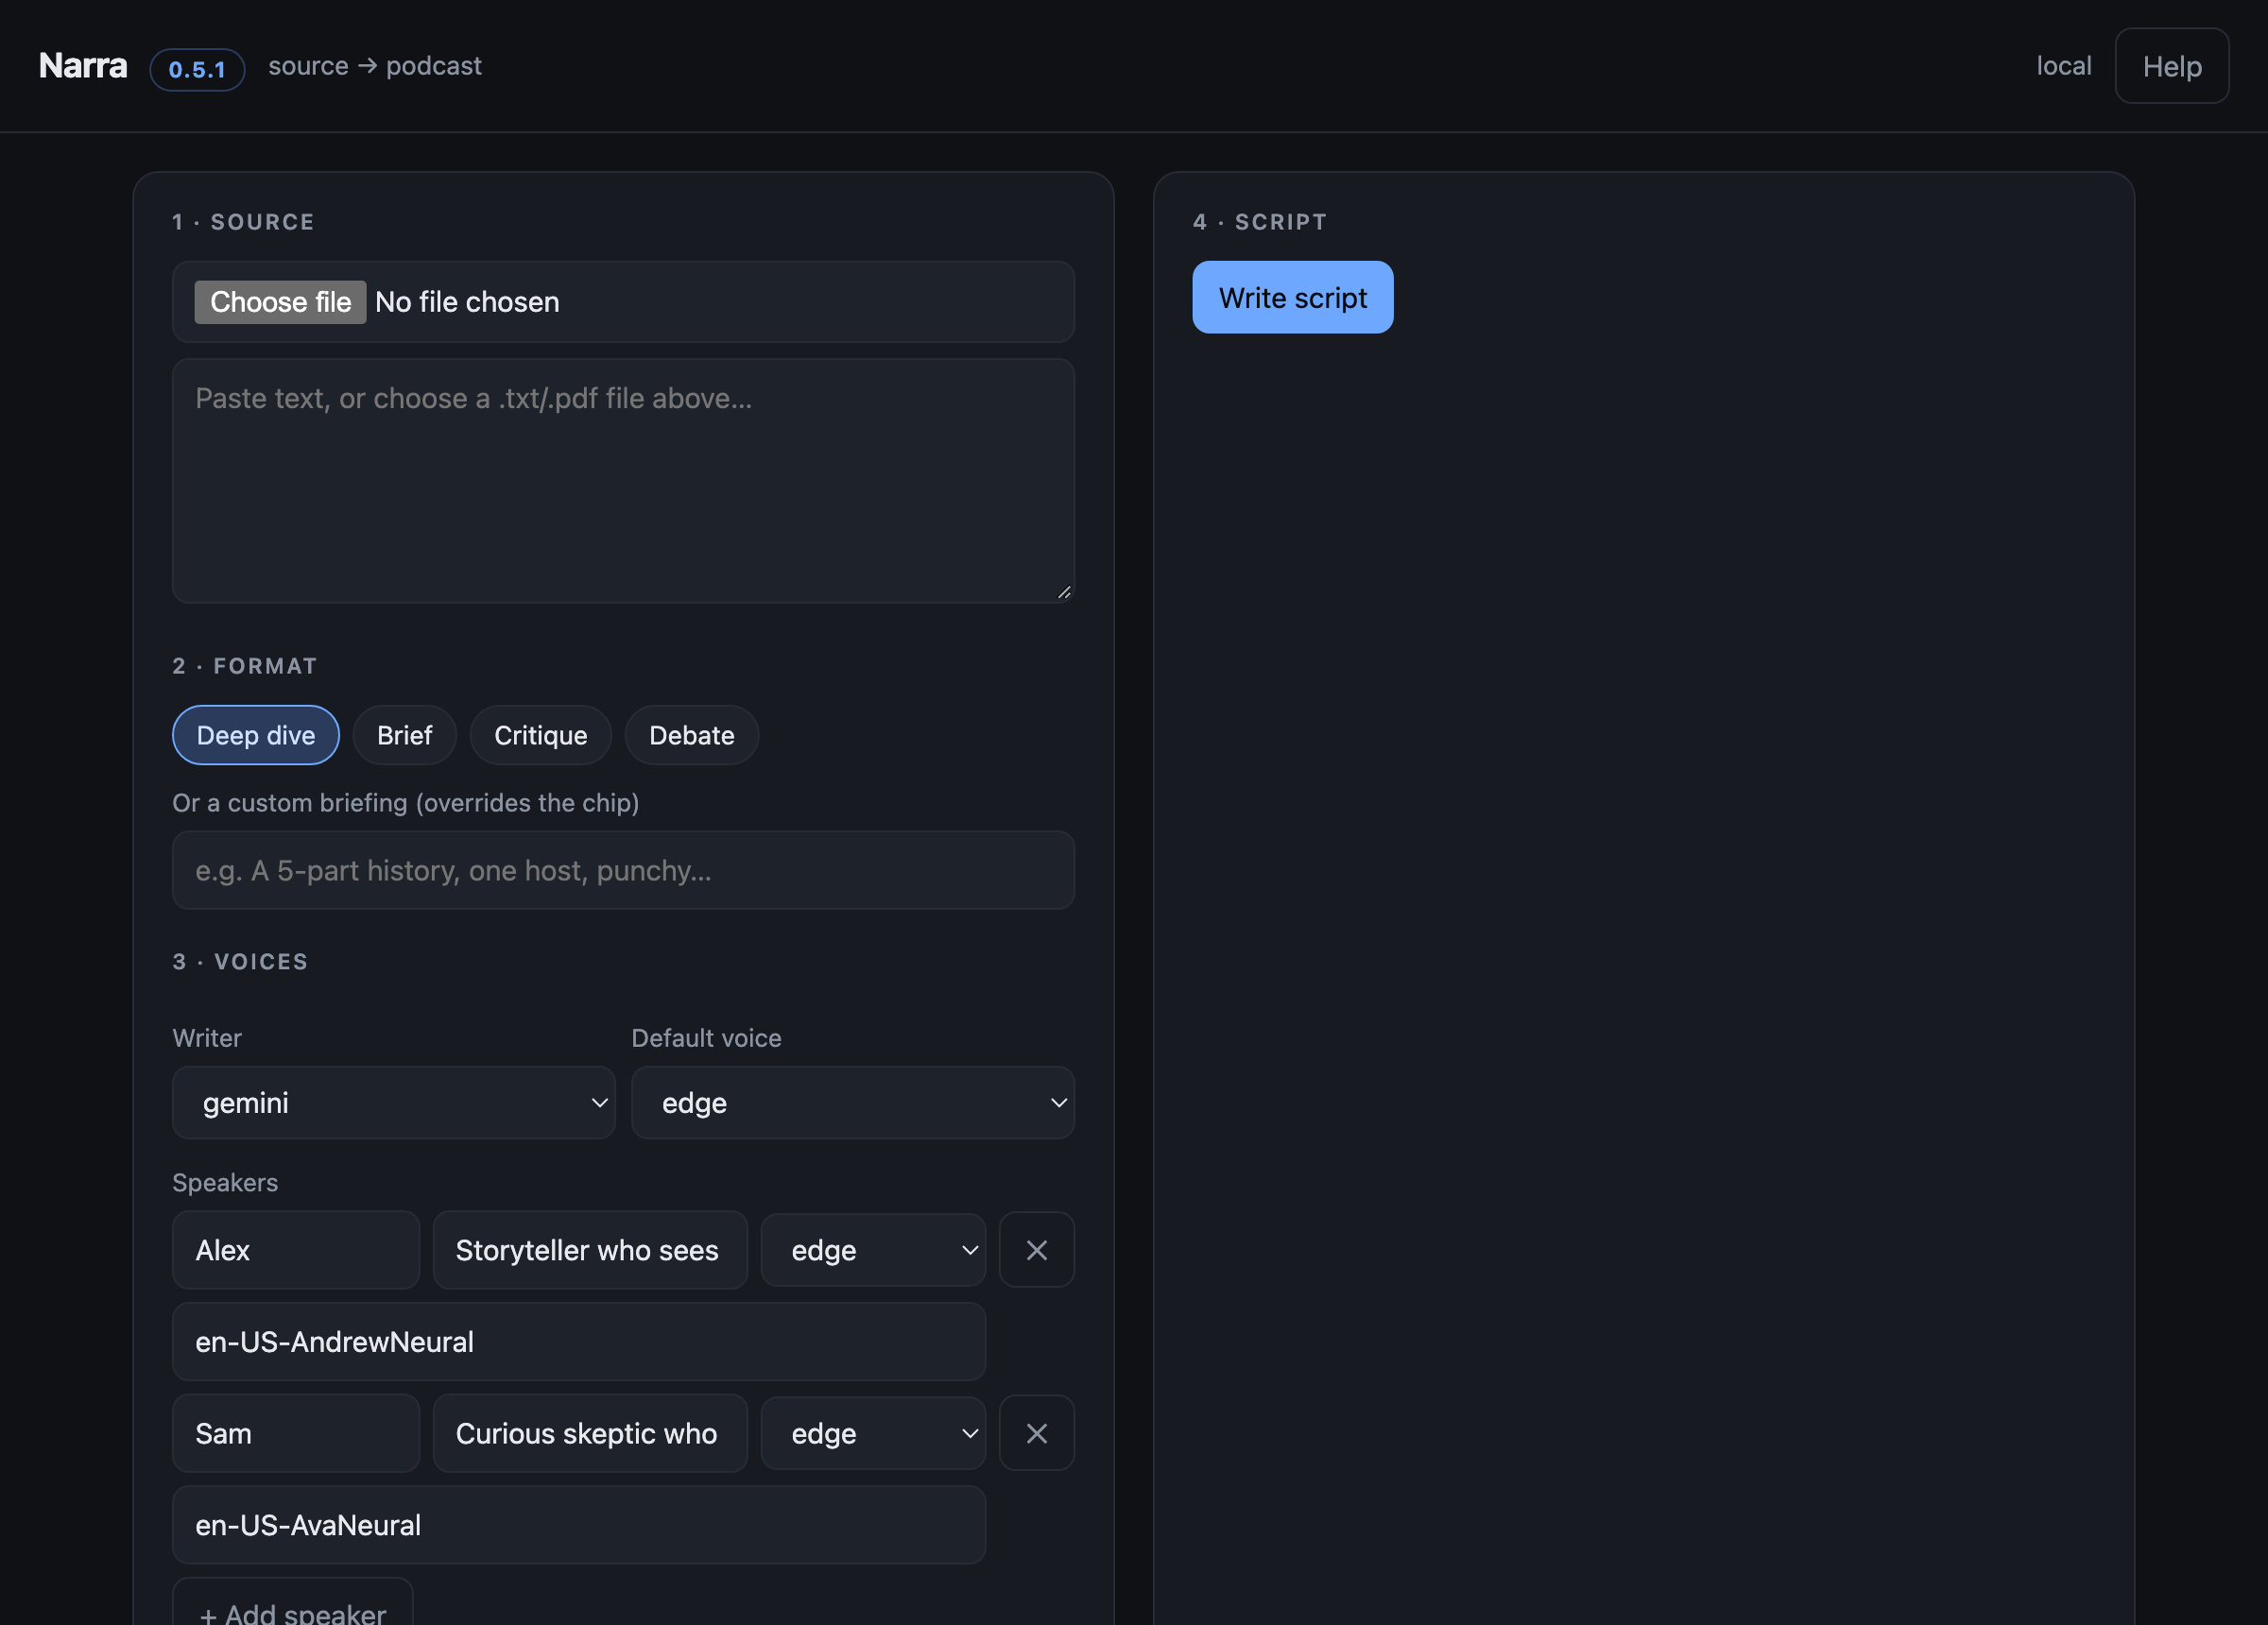 Narra 0.5.1 source → podcast
local Help
1 · SOURCE
Choose file No file chosen
Paste text, or choose a .txt/.pdf file above...
2 · FORMAT
Deep dive Brief Critique Debate
Or a custom briefing (overrides the chip)
e.g. A 5-part history, one host, punchy...
3 · VOICES
Writer Default voice
gemini edge
Speakers
Alex Storyteller who sees edge ×
en-US-AndrewNeural
Sam Curious skeptic who edge ×
en-US-AvaNeural
+ Add speaker
4 · SCRIPT
Write script